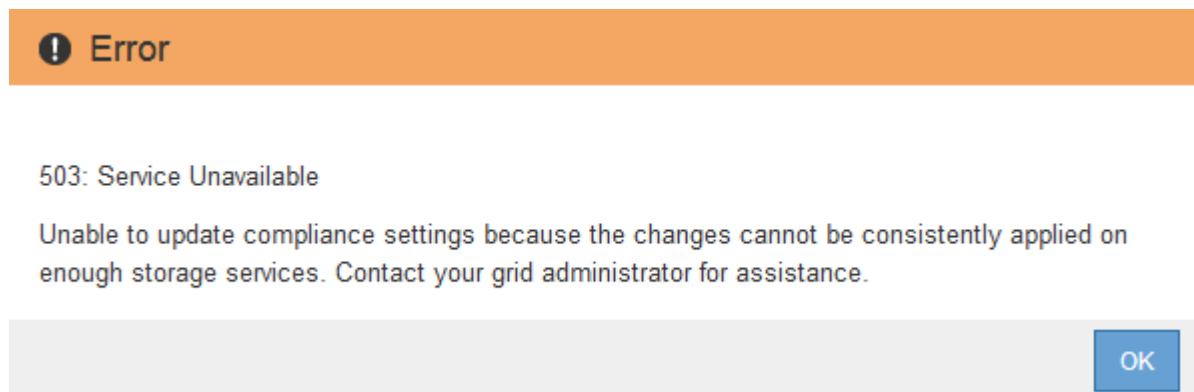 Error
503: Service Unavailable
Unable to update compliance settings because the changes cannot be consistently applied on
enough storage services. Contact your grid administrator for assistance.
OK